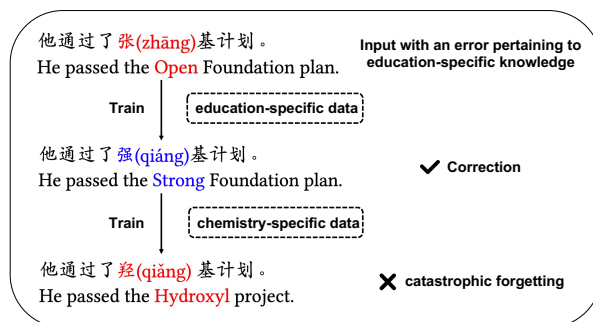 他通过了张(zhāng)基计划。
He passed the Open Foundation plan.
Input with an error pertaining to
education-specific knowledge
Train
education-specific data
他通过了强(qiáng)基计划。
He passed the Strong Foundation plan.
Correction
Train
chemistry-specific data
他通过了羟(qiǎng) 基计划。
He passed the Hydroxyl project.
catastrophic forgetting